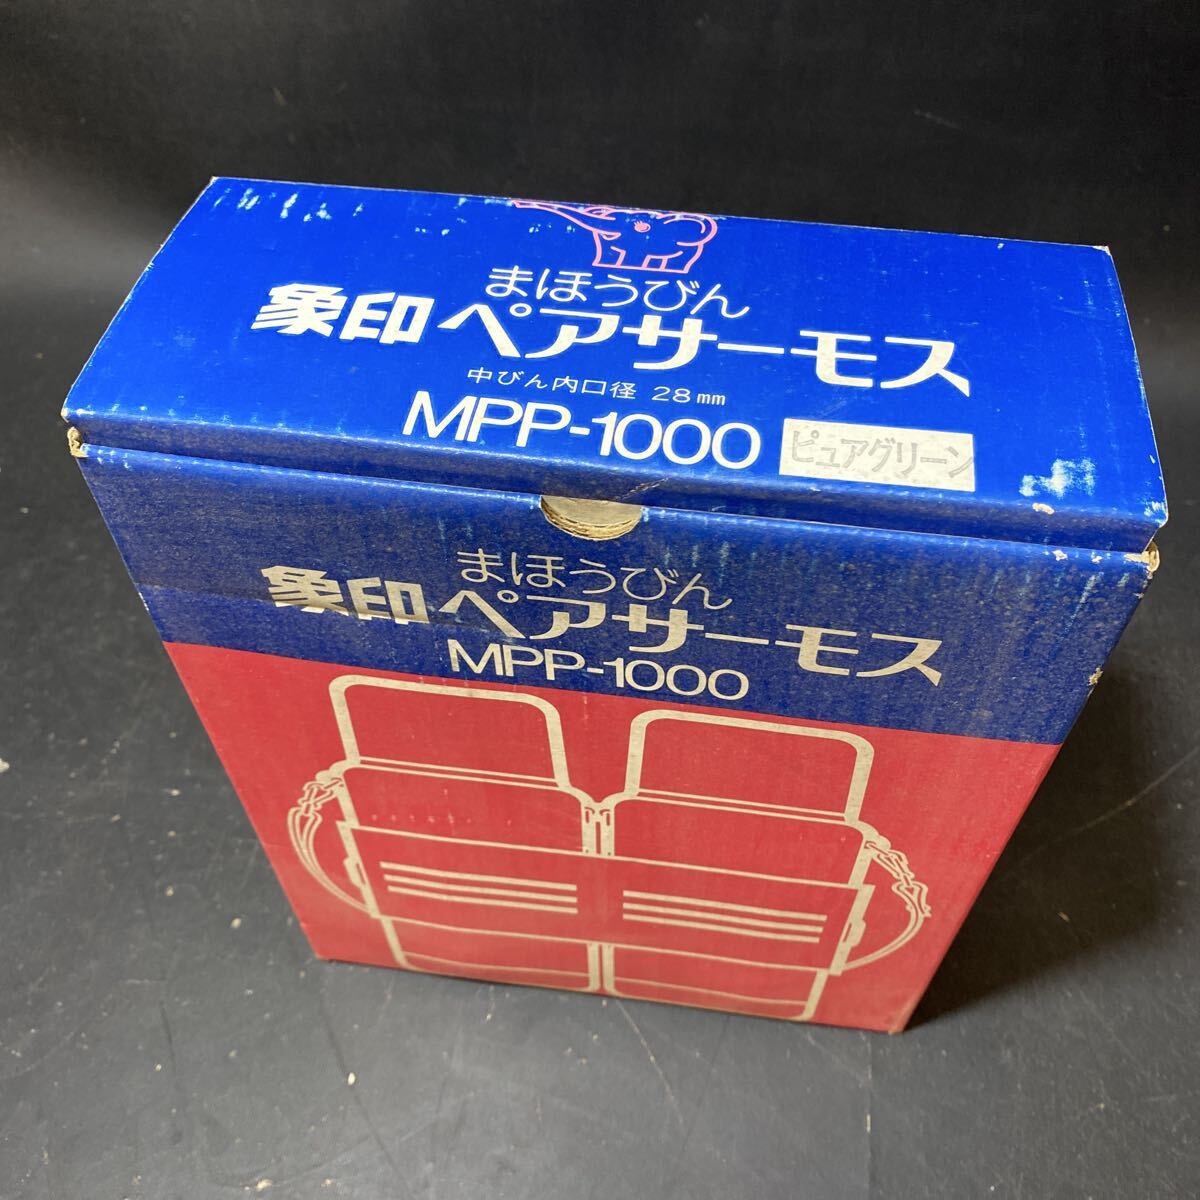 まほうびん
象印ペアサーモス
中びん内口径 28mm
MPP-1000
ピュアグリーン
まほうびん
象印ペアサーモス
MPP-1000